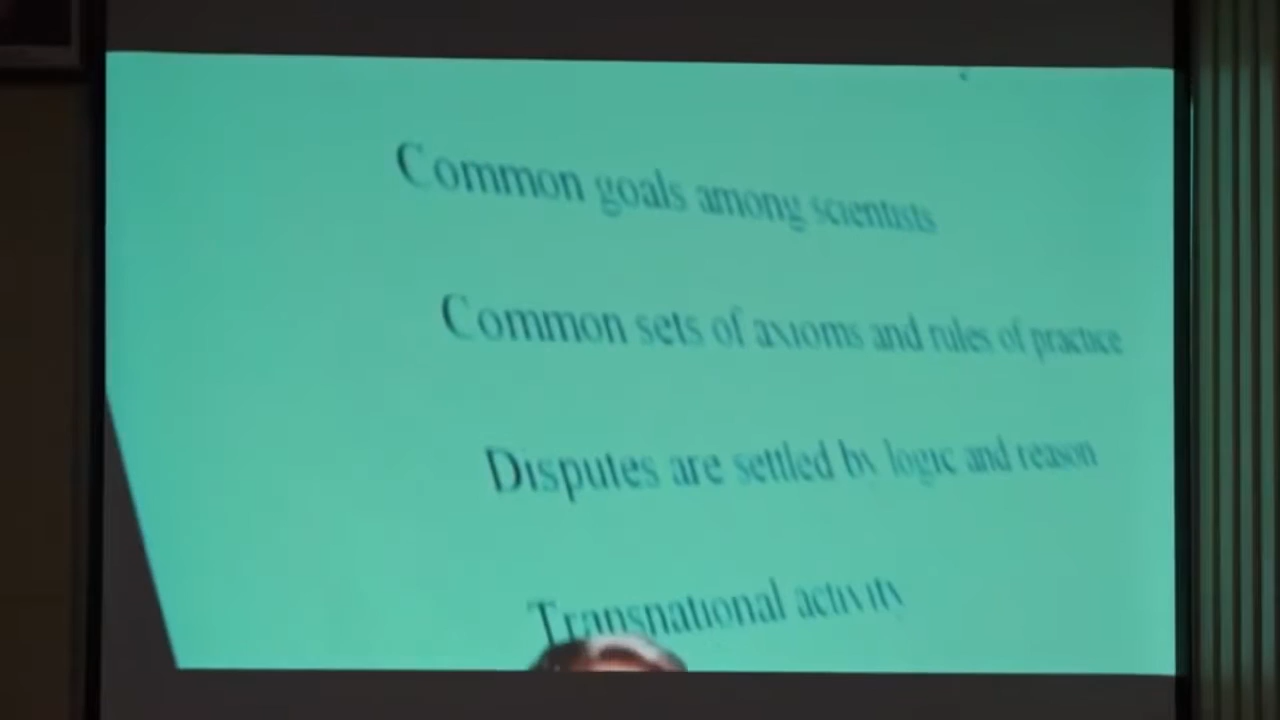 Common goals among scientists
Common sets of axioms and rules of practice
Disputes are settled by logic and reason
Transnational activity